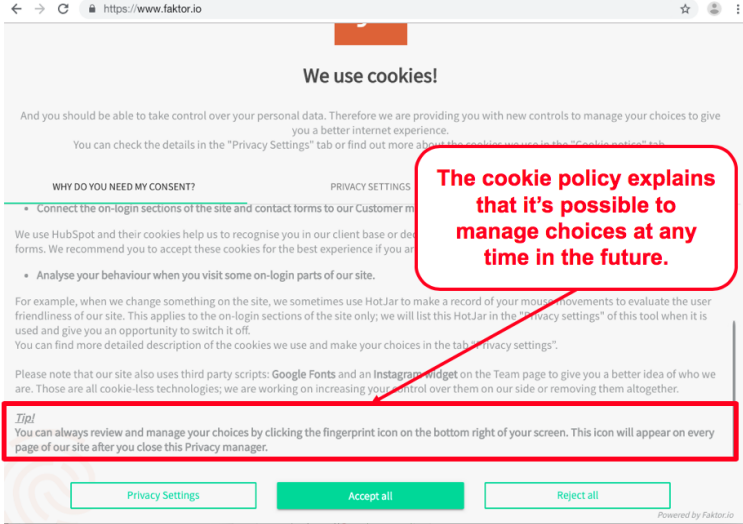 https://www.faktor.io
We use cookies!
And you should be able to take control over your personal data. Therefore we are providing you with new controls to manage your choices to give
you a better internet experience.
You can check the details in the "Privacy Settings" tab or find out more about the cookies we use in the "Cookie notice" tab
The cookie policy explains
that it's possible to
manage choices at any
time in the future.
WHY DO YOU NEED MY CONSENT?
PRIVACY SETTINGS
• Connect the on-login sections of the site and contact forms to our Customer
We use HubSpot and their cookies help us to recognise you in our client base or
forms. We recommend you to accept these cookies for the best experience if you
• Analyse your behaviour when you visit some on-login parts of our site.
For example, when we change something on the site, we sometimes use HotJar to make a record of your mouse movements to evaluate the user
friendliness of our site. This applies to the on-login sections of the site only; we will list this HotJar in the "Privacy settings" of this tool when it is
used and give you an opportunity to switch it off.
You can find more detailed description of the cookies we use and make your choices in the tab "Privacy settings".
Please note that our site also uses third party scripts: Google Fonts and an Instagram widget on the Team page to give you a better idea of who we
are. Those are all cookie-less technologies; we are working on increasing your control over them on our side or removing them altogether.
Tip!
You can always review and manage your choices by clicking the fingerprint icon on the bottom right of your screen. This icon will appear on every
page of our site after you close this Privacy manager.
Privacy Settings
Accept all
Reject all
Powered by Faktor.io